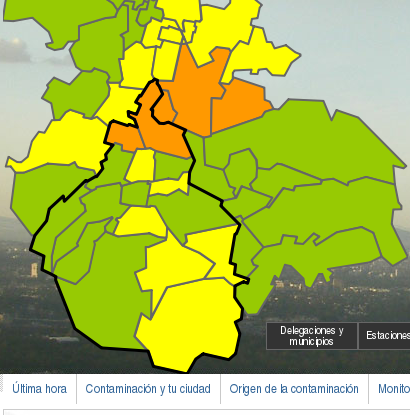 Delegaciones y
municipios
Estaciones
Última hora
Contaminación y tu ciudad
Origen de la contaminación
Monito